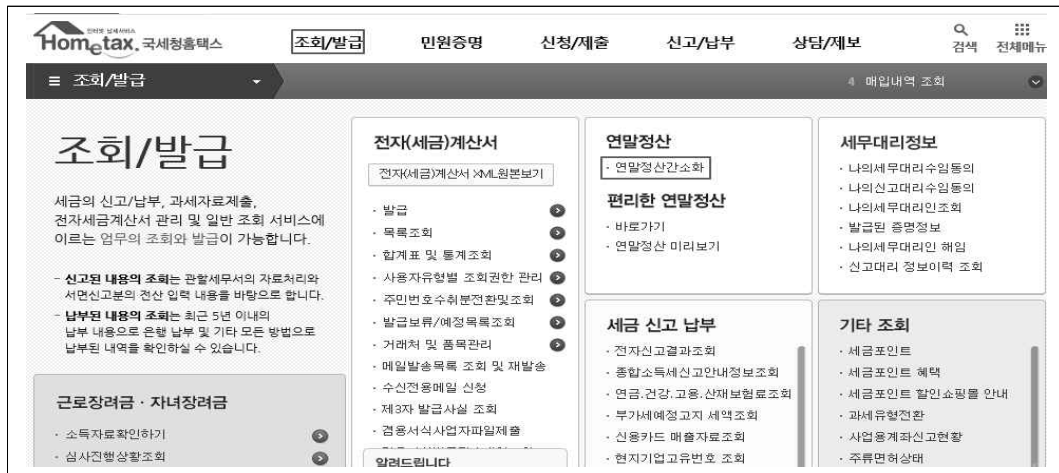 인터넷 납세서비스
Hometax. 국세청홈택스
조회/발급
민원증명
신청/제출
신고/납부
상담/제보
검색
전체메뉴
≡ 조회/발급
4 매입내역 조회
조회/발급
세금의 신고/납부, 과세자료제출,
전자세금계산서 관리 및 일반 조회 서비스에
이르는 업무의 조회와 발급이 가능합니다.
- 신고된 내용의 조회는 관할세무서의 자료처리와
서면신고분의 전산 입력 내용을 바탕으로 합니다.
- 납부된 내용의 조회는 최근 5년 이내의
납부 내용으로 은행 납부 및 기타 모든 방법으로
납부된 내역을 확인하실 수 있습니다.
근로장려금 · 자녀장려금
· 소득자료확인하기
· 심사진행상황조회
전자(세금)계산서
전자(세금)계산서 XML원본보기
· 발급
· 목록조회
· 합계표 및 통계조회
· 사용자유형별 조회권한 관리
· 주민번호수취분전환및조회
· 발급보류/예정목록조회
· 거래처 및 품목관리
· 메일발송목록 조회 및 재발송
· 수신전용메일 신청
· 제3자 발급사실 조회
· 겸용서식사업자파일제출
알려드립니다
연말정산
· 연말정산간소화
편리한 연말정산
· 바로가기
· 연말정산 미리보기
세금 신고 납부
· 전자신고결과조회
· 종합소득세신고안내정보조회
· 연금.건강.고용.산재보험료조회
· 부가세예정고지 세액조회
· 신용카드 매출자료조회
· 현지기업고유번호 조회
세무대리정보
· 나의세무대리수임동의
· 나의신고대리수임동의
· 나의세무대리인조회
· 발급된 증명정보
· 나의세무대리인 해임
· 신고대리 정보이력 조회
기타 조회
· 세금포인트
· 세금포인트 혜택
· 세금포인트 할인쇼핑몰 안내
· 과세유형전환
· 사업용계좌신고현황
· 주류면허상태